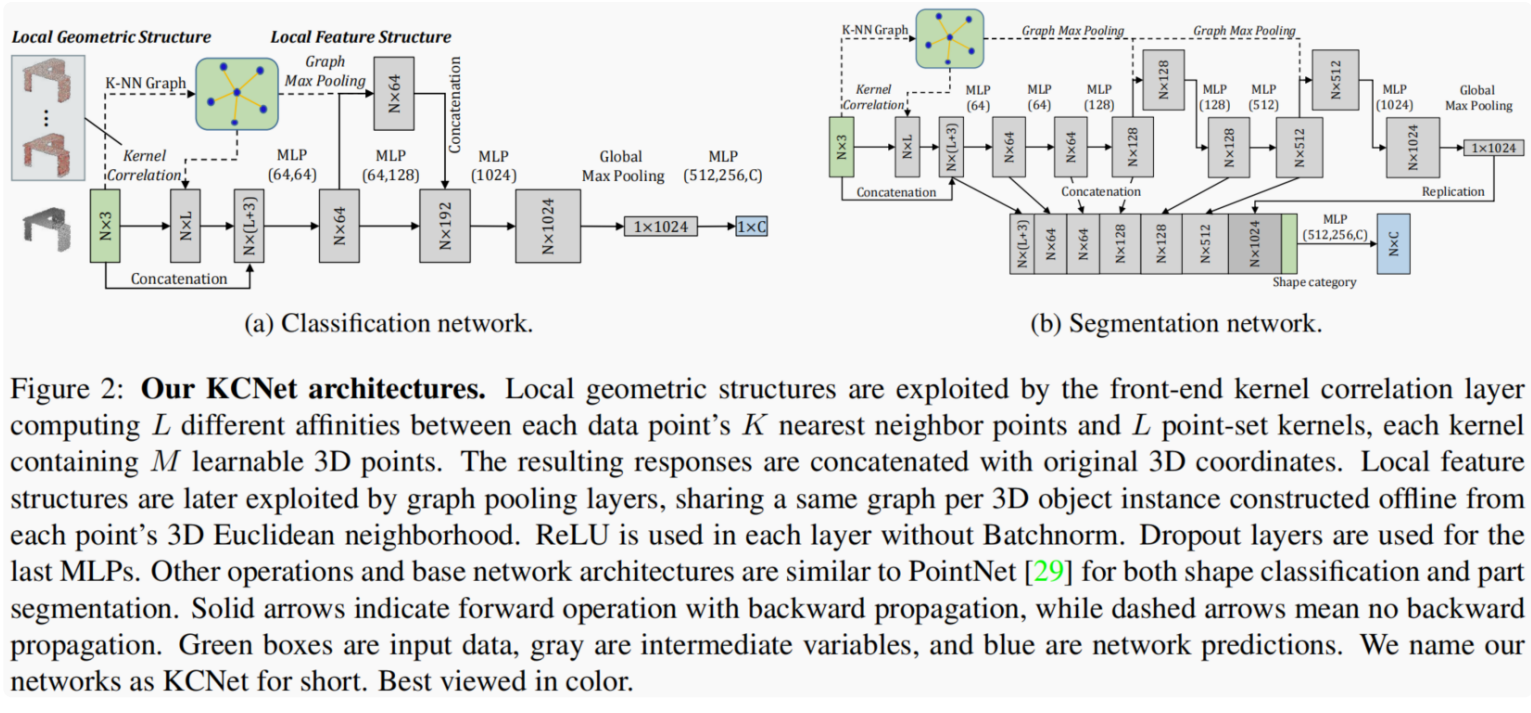 Local Geometric Structure
Local Feature Structure
K-NN Graph
Graph
Max Pooling
N×64
Concatenation
Kernel
Correlation
MLP
(64,64)
MLP
(64,128)
MLP
(1024)
Global
Max Pooling
MLP
(512,256,C)
N×3
N×L
N×(L+3)
N×64
N×192
N×1024
1×1024
1×C
Concatenation
(a) Classification network.
K-NN Graph
Graph Max Pooling
Graph Max Pooling
Kernel
Correlation
MLP
(64)
MLP
(64)
MLP
(128)
N×128
MLP
(128)
MLP
(512)
N×512
MLP
(1024)
Global
Max Pooling
N×3
N×L
N×(L+3)
N×64
N×64
N×128
N×128
N×512
N×1024
1×1024
Concatenation
Concatenation
Replication
N×(L+3)
N×64
N×64
N×128
N×128
N×512
N×1024
MLP
(512,256,C)
N×C
Shape category
(b) Segmentation network.
Figure 2: Our KCNet architectures. Local geometric structures are exploited by the front-end kernel correlation layer
computing L different affinities between each data point's K nearest neighbor points and L point-set kernels, each kernel
containing M learnable 3D points. The resulting responses are concatenated with original 3D coordinates. Local feature
structures are later exploited by graph pooling layers, sharing a same graph per 3D object instance constructed offline from
each point's 3D Euclidean neighborhood. ReLU is used in each layer without Batchnorm. Dropout layers are used for the
last MLPs. Other operations and base network architectures are similar to PointNet [29] for both shape classification and part
segmentation. Solid arrows indicate forward operation with backward propagation, while dashed arrows mean no backward
propagation. Green boxes are input data, gray are intermediate variables, and blue are network predictions. We name our
networks as KCNet for short. Best viewed in color.